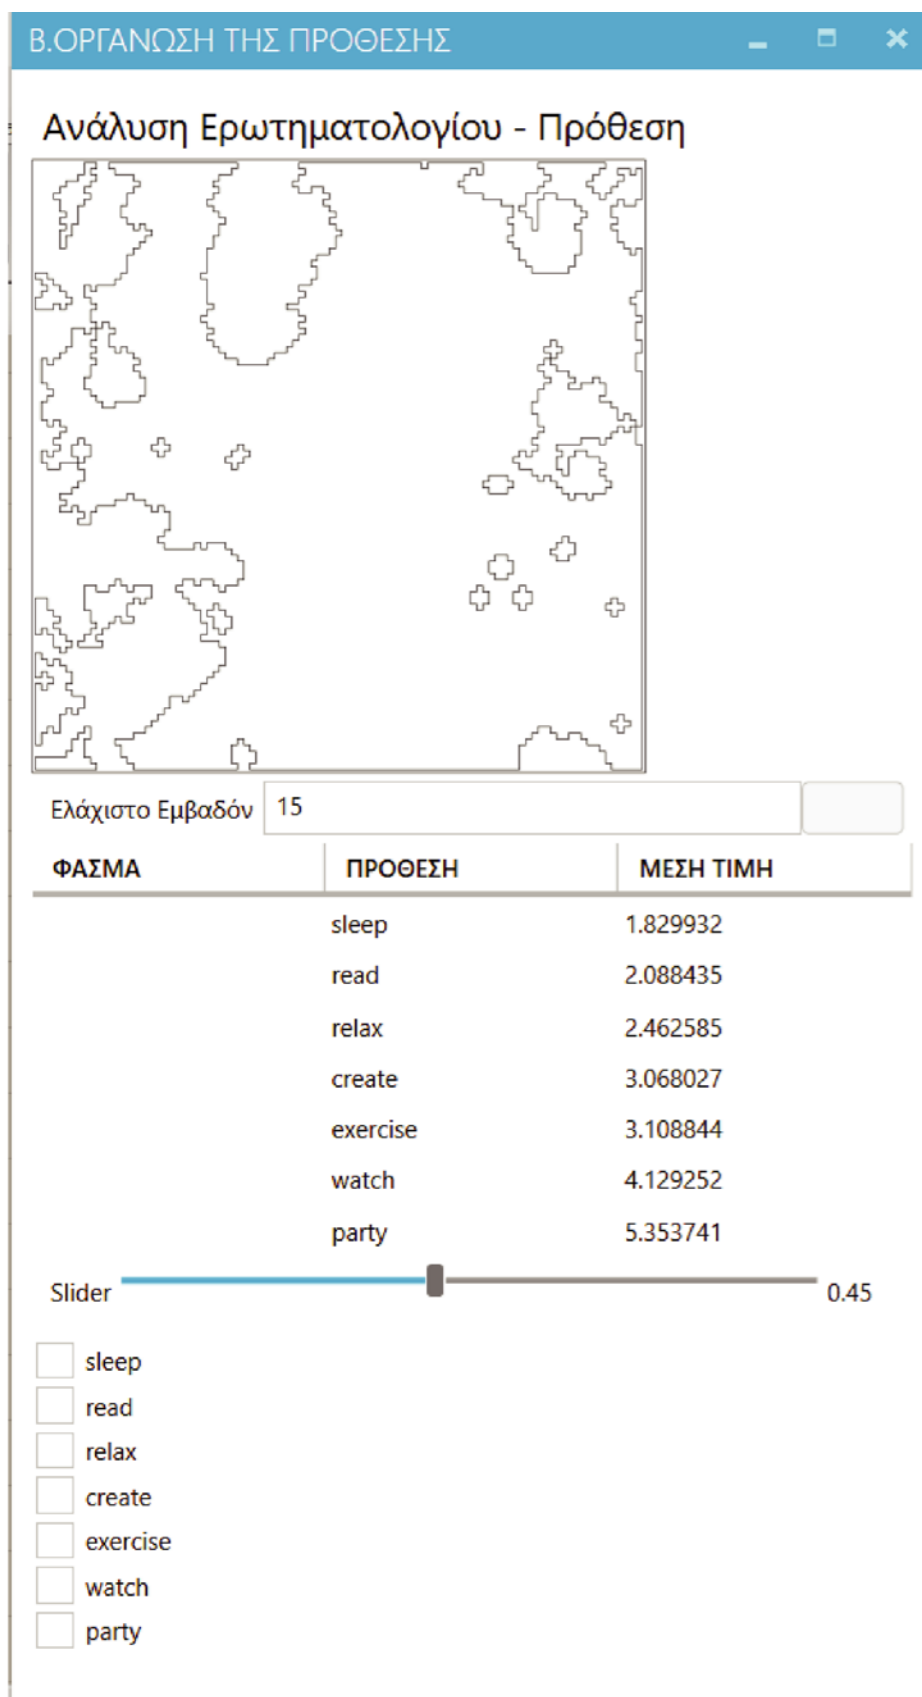 Β.ΟΡΓΑΝΩΣΗ ΤΗΣ ΠΡΟΘΕΣΗΣ
Ανάλυση Ερωτηματολογίου - Πρόθεση
Ελάχιστο Εμβαδόν 15
ΦΑΣΜΑ ΠΡΟΘΕΣΗ ΜΕΣΗ ΤΙΜΗ
sleep 1.829932
read 2.088435
relax 2.462585
create 3.068027
exercise 3.108844
watch 4.129252
party 5.353741
Slider 0.45
sleep
read
relax
create
exercise
watch
party